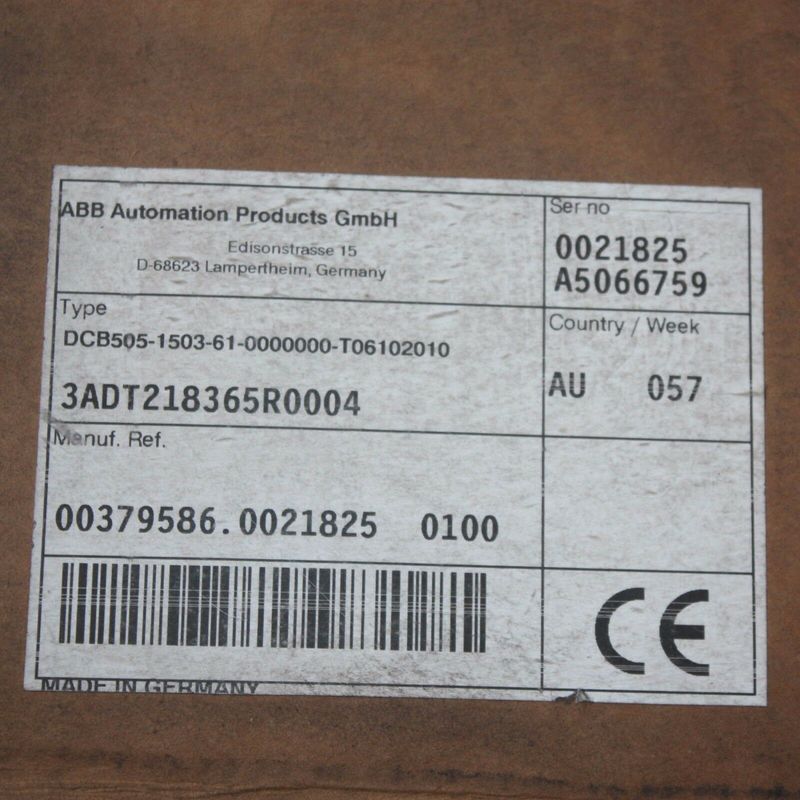 ABB Automation Products GmbH
Edisonstrasse 15
D-68623 Lampertheim, Germany
Ser no
0021825
A5066759
Type
DCB505-1503-61-0000000-T06102010
3ADT218365R0004
Country / Week
AU 057
Manuf. Ref.
00379586.0021825 0100
CE
MADE IN GERMANY